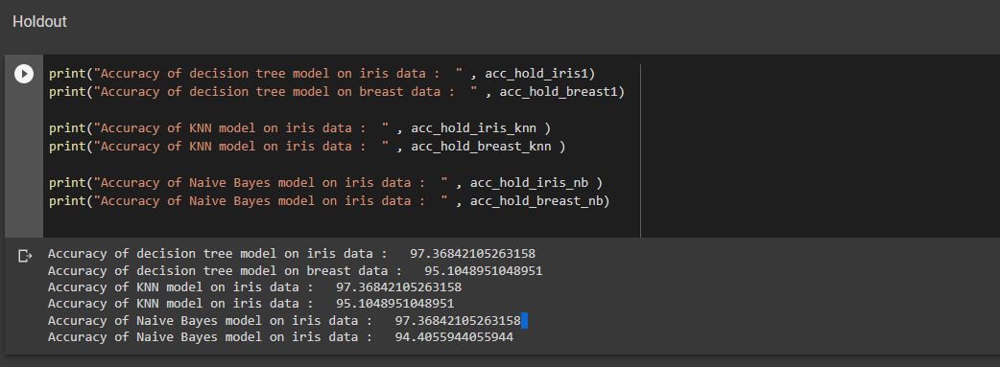 Holdout
print("Accuracy of decision tree model on iris data :  " , acc_hold_iris1)
print("Accuracy of decision tree model on breast data :  " , acc_hold_breast1)
print("Accuracy of KNN model on iris data :  " , acc_hold_iris_knn )
print("Accuracy of KNN model on iris data :  " , acc_hold_breast_knn )
print("Accuracy of Naive Bayes model on iris data :  " , acc_hold_iris_nb )
print("Accuracy of Naive Bayes model on iris data :  " , acc_hold_breast_nb)
Accuracy of decision tree model on iris data :   97.36842105263158
Accuracy of decision tree model on breast data :   95.1048951048951
Accuracy of KNN model on iris data :   97.36842105263158
Accuracy of KNN model on iris data :   95.1048951048951
Accuracy of Naive Bayes model on iris data :   97.36842105263158
Accuracy of Naive Bayes model on iris data :   94.4055944055944